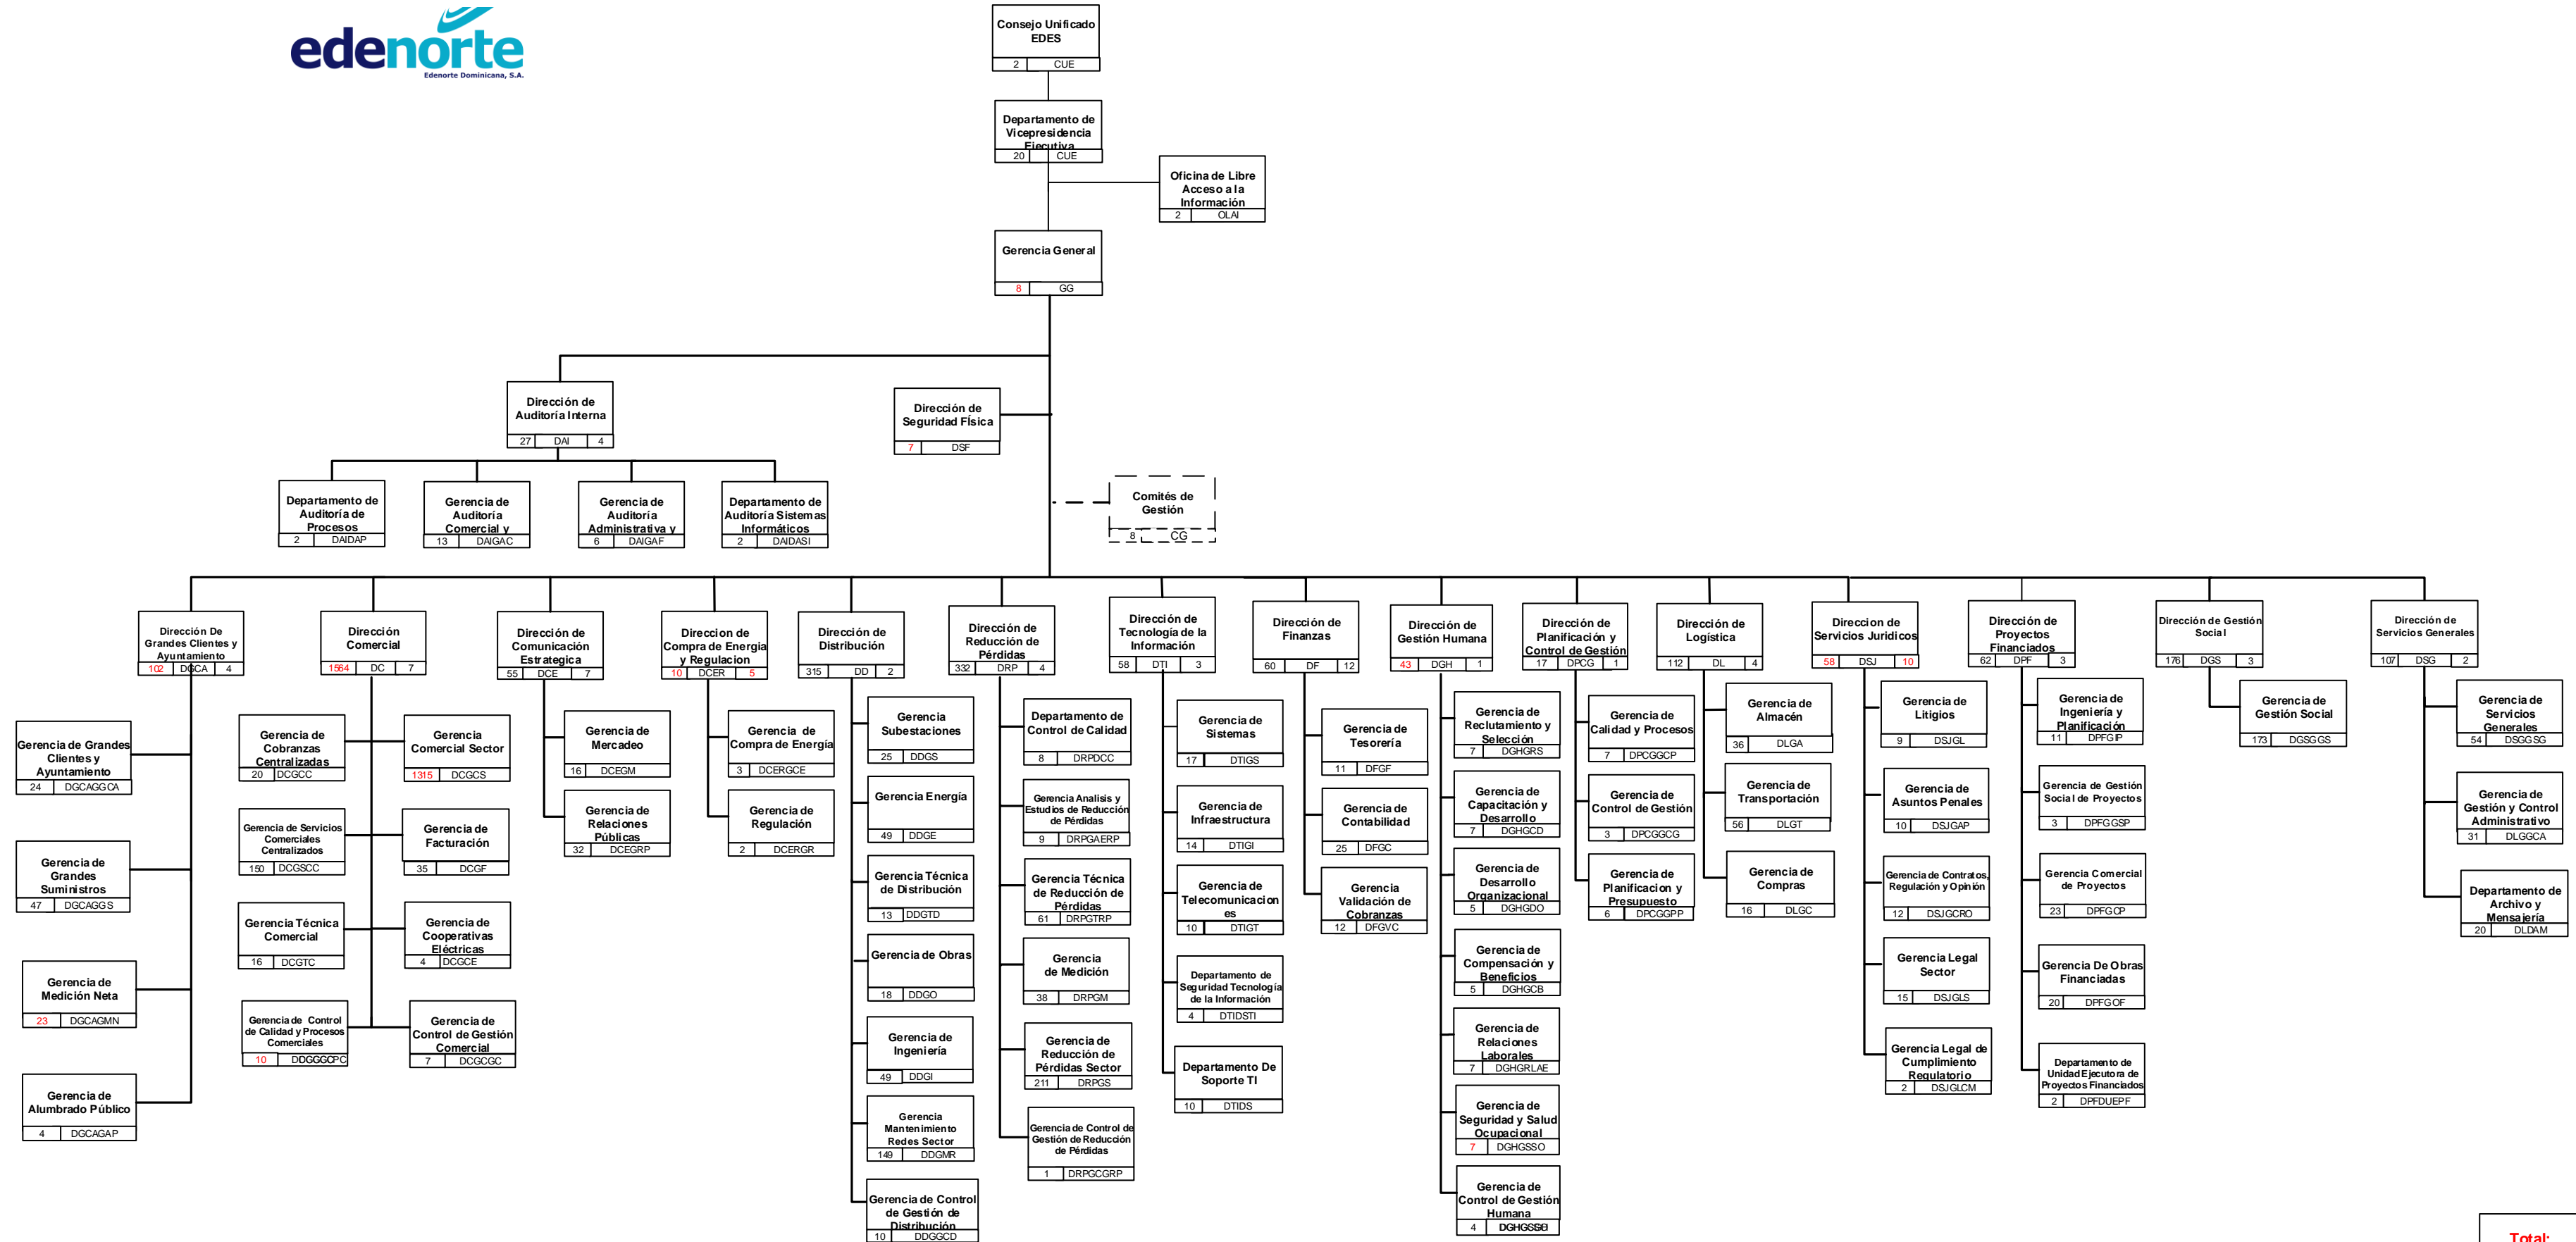 edenorte
Edenorte Dominicana, S.A.
Consejo Unificado
EDES
2 CUE
Departamento de
Vicepresidencia
Ejecutiva
20 CUE
Oficina de Libre
Acceso a la
Información
2 OLAI
Gerencia General
8 GG
Dirección de
Auditoría Interna
27 DAI 4
Dirección de
Seguridad FÍsica
7 DSF
Departamento de
Auditoría de
Procesos
2 DAIDAP
Gerencia de
Auditoría
Comercial y
13 DAIGAC
Gerencia de
Auditoría
Administrativa y
6 DAIGAF
Departamento de
Auditoría Sistemas
Informáticos
2 DAIDASI
Comités de
Gestión
8 CG
Dirección De
Grandes Clientes y
Ayuntamiento
102 DGCA 4
Gerencia de Grandes
Clientes y
Ayuntamiento
24 DGCAGGCA
Gerencia de
Grandes
Suministros
47 DGCAGGS
Gerencia de
Medición Neta
23 DGCAGMN
Gerencia de
Alumbrado Público
4 DGCAGAP
Dirección
Comercial
1564 DC 7
Gerencia de
Cobranzas
Centralizadas
20 DCGCC
Gerencia
Comercial Sector
1315 DCGCS
Gerencia de Servicios
Comerciales
Centralizados
150 DCGSCC
Gerencia de
Facturación
35 DCGF
Gerencia Técnica
Comercial
16 DCGTC
Gerencia de
Cooperativas
Eléctricas
4 DCGCE
Gerencia de Control
de Calidad y Procesos
Comerciales
10
Gerencia de
Control de Gestión
Comercial
7 DCGCGC
Dirección de
Comunicación
Estrategica
55 DCE 7
Gerencia de
Mercadeo
16 DCEGM
Gerencia de
Relaciones
Públicas
32 DCEGRP
Direccion de
Compra de Energia
y Regulacion
10 DCER 5
Gerencia de
Compra de Energía
3 DCERGCE
Gerencia de
Regulación
2 DCERGR
Dirección de
Distribución
315 DD 2
Gerencia
Subestaciones
25 DDGS
Gerencia Energía
49 DDGE
Gerencia Técnica
de Distribución
13 DDGTD
Gerencia de Obras
18 DDGO
Gerencia de
Ingeniería
49 DDGI
Gerencia
Mantenimiento
Redes Sector
149 DDGMR
Gerencia de Control
de Gestión de
Distribución
10 DDGGCD
Dirección de
Reducción de
Pérdidas
332 DRP 4
Departamento de
Control de Calidad
8 DRPDCC
Gerencia Analisis y
Estudios de Reducción
de Pérdidas
9 DRPGAERP
Gerencia Técnica
de Reducción de
Pérdidas
61 DRPGTRP
Gerencia
de Medición
38 DRPGM
Gerencia de
Reducción de
Pérdidas Sector
211 DRPGS
Gerencia de Control de
Gestión de Reducción
de Pérdidas
1 DRPGCGRP
Dirección de
Tecnología de la
Información
58 DTI 3
Gerencia de
Sistemas
17 DTIGS
Gerencia de
Infraestructura
14 DTIGI
Gerencia de
Telecomunicacion
es
10 DTIGT
Departamento de
Seguridad Tecnología
de la Información
4 DTIDSTI
Departamento De
Soporte TI
10 DTIDS
Dirección de
Finanzas
60 DF 12
Gerencia de
Tesorería
11 DFGF
Gerencia de
Contabilidad
25 DFGC
Gerencia
Validación de
Cobranzas
12 DFGVC
Dirección de
Gestión Humana
43 DGH 1
Gerencia de
Reclutamiento y
Selección
7 DGHGRS
Gerencia de
Capacitación y
Desarrollo
7 DGHGCD
Gerencia de
Desarrollo
Organizacional
5 DGHGDO
Gerencia de
Compensación y
Beneficios
5 DGHGCB
Gerencia de
Relaciones
Laborales
7 DGHGRLAE
Gerencia de
Seguridad y Salud
Ocupacional
7 DGHGSSO
Gerencia de
Control de Gestión
Humana
4
Dirección de
Planificación y
Control de Gestión
17 DPCG 1
Gerencia de
Calidad y Procesos
7 DPCGGCP
Gerencia de
Control de Gestión
3 DPCGGCG
Gerencia de
Planificacion y
Presupuesto
6 DPCGGPP
Dirección de
Logística
112 DL 4
Gerencia de
Almacén
36 DLGA
Gerencia de
Transportación
56 DLGT
Gerencia de
Compras
16 DLGC
Direccion de
Servicios Juridicos
58 DSJ 10
Gerencia de
Litigios
9 DSJGL
Gerencia de
Asuntos Penales
10 DSJGAP
Gerencia de Contratos,
Regulación y Opinión
12 DSJGCRO
Gerencia Legal
Sector
15 DSJGLS
Gerencia Legal de
Cumplimiento
Regulatorio
2 DSJGLCM
Dirección de
Proyectos
Financiados
62 DPF 3
Gerencia de
Ingeniería y
Planificación
11 DPFGIP
Gerencia de Gestión
Social de Proyectos
3 DPFGGSP
Gerencia Comercial
de Proyectos
23 DPFGCP
Gerencia De Obras
Financiadas
20 DPFGOF
Departamento de
Unidad Ejecutora de
Proyectos Financiados
2 DPFDUEPF
Dirección de Gestión
Social
176 DGS 3
Gerencia de
Gestión Social
173 DGSGGS
Dirección de
Servicios Generales
107 DSG 2
Gerencia de
Servicios
Generales
54 DSGGSG
Gerencia de
Gestión y Control
Administrativo
31 DLGGCA
Departamento de
Archivo y
Mensajería
20 DLDAM
Total: